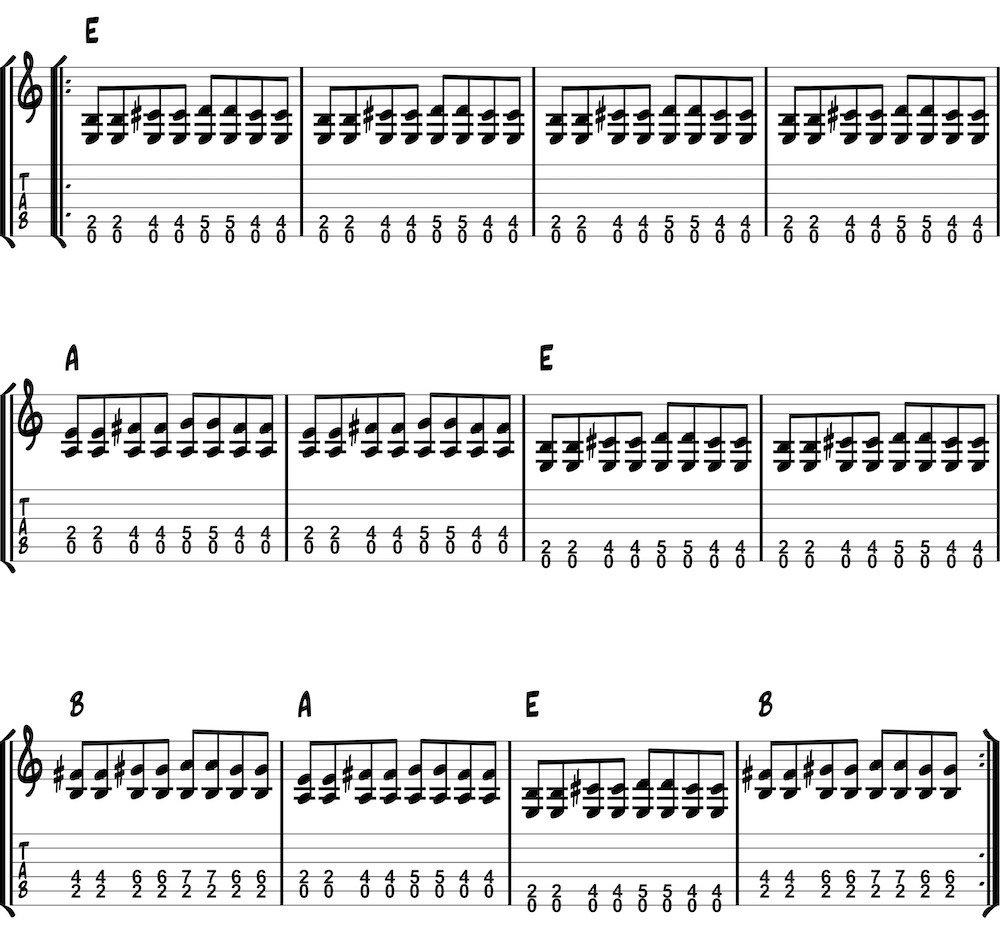 E
T 2 2 4 4 5 5 4 4 2 2 4 4 5 5 4 4 2 2 4 4 5 5 4 4 2 2 4 4 5 5 4 4
A
B 0 0 0 0 0 0 0 0 0 0 0 0 0 0 0 0 0 0 0 0 0 0 0 0 0 0 0 0 0 0 0 0
A E
T
A 2 2 4 4 5 5 4 4 2 2 4 4 5 5 4 4
B 0 0 0 0 0 0 0 0 0 0 0 0 0 0 0 0 2 2 4 4 5 5 4 4 2 2 4 4 5 5 4 4
0 0 0 0 0 0 0 0 0 0 0 0 0 0 0 0
B A E B
T
A 4 4 6 6 7 7 6 6 2 2 4 4 5 5 4 4 4 4 6 6 7 7 6 6
B 2 2 2 2 2 2 2 2 0 0 0 0 0 0 0 0 2 2 4 4 5 5 4 4 2 2 2 2 2 2 2 2
0 0 0 0 0 0 0 0